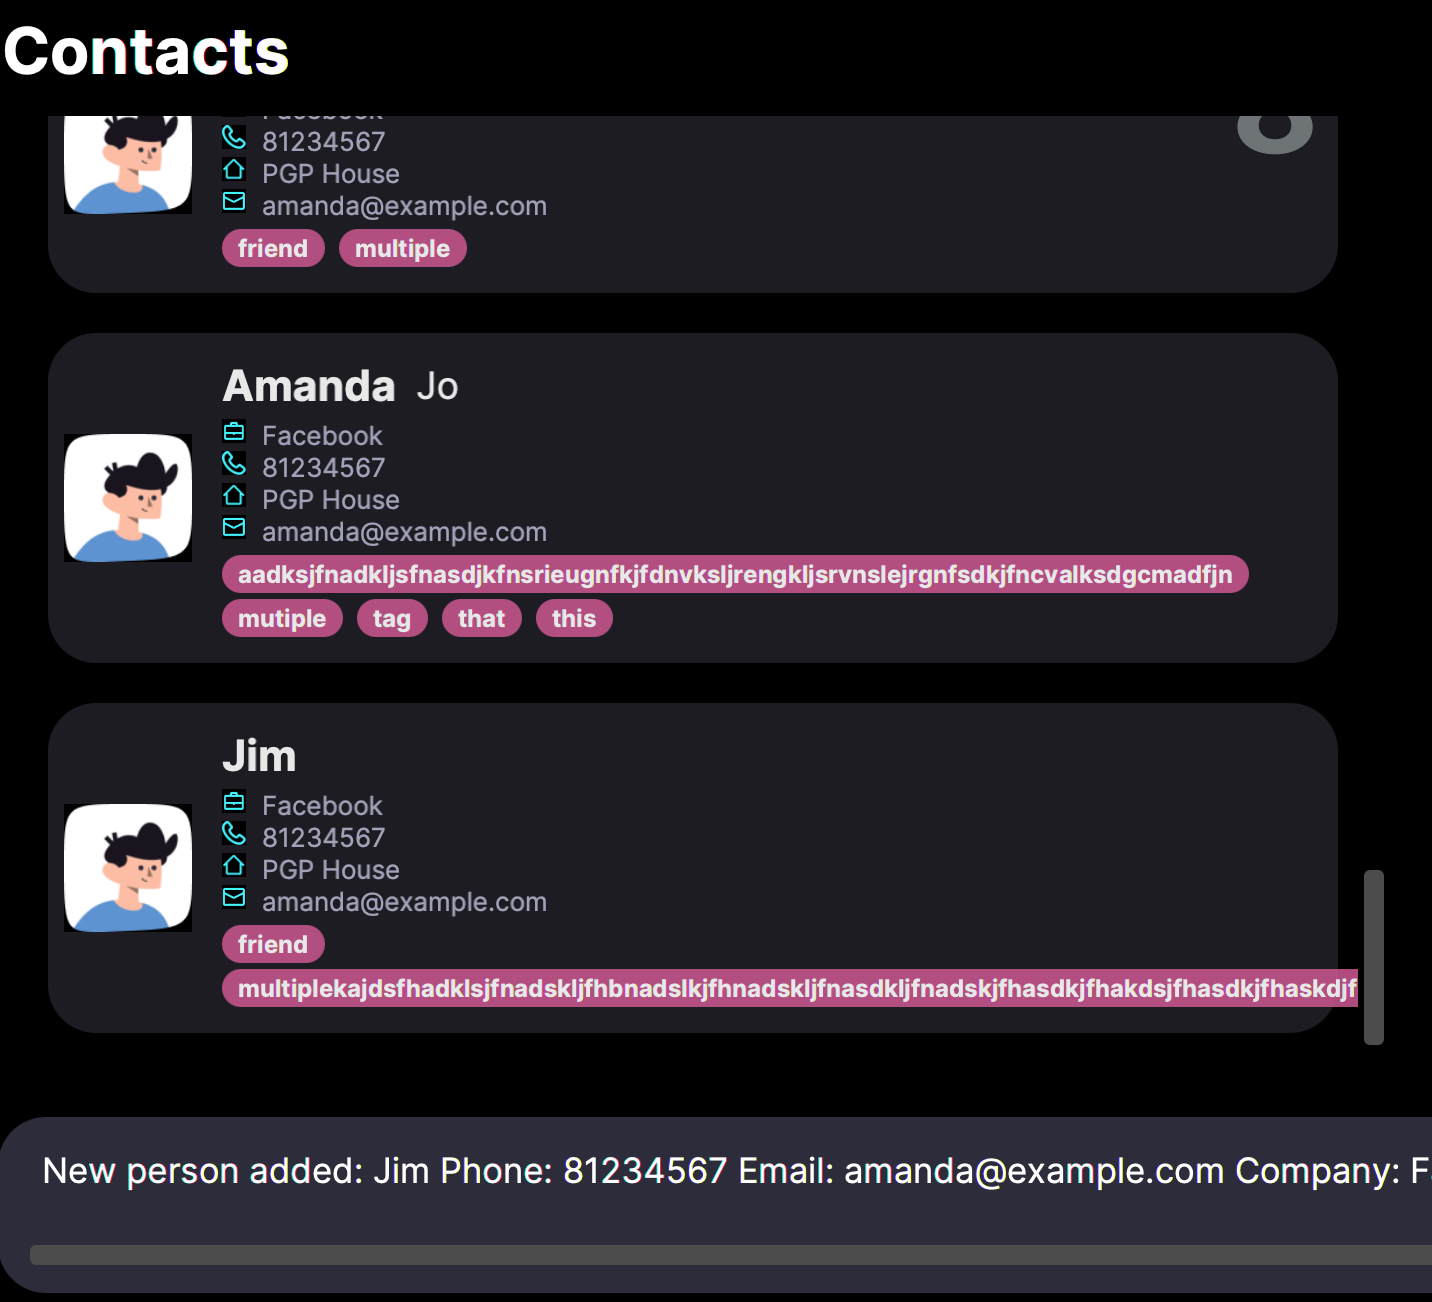 Contacts
Facebook
81234567
PGP House
amanda@example.com
friend multiple
Amanda Jo
Facebook
81234567
PGP House
amanda@example.com
aadksjfnadkljsfnasdjkfnsrieugnfkjfdnvksljrengkljsrvnslejrgnfsdkjfncvalksdgcmadfjn
mutiple tag that this
Jim
Facebook
81234567
PGP House
amanda@example.com
friend
multiplekajdsfhadklsjfnadskljfhbnadslkjfhnadskljfnasdkljfnadskjfhasdkjfhakdsjfhasdkjfhaskdjf
New person added: Jim Phone: 81234567 Email: amanda@example.com Company: